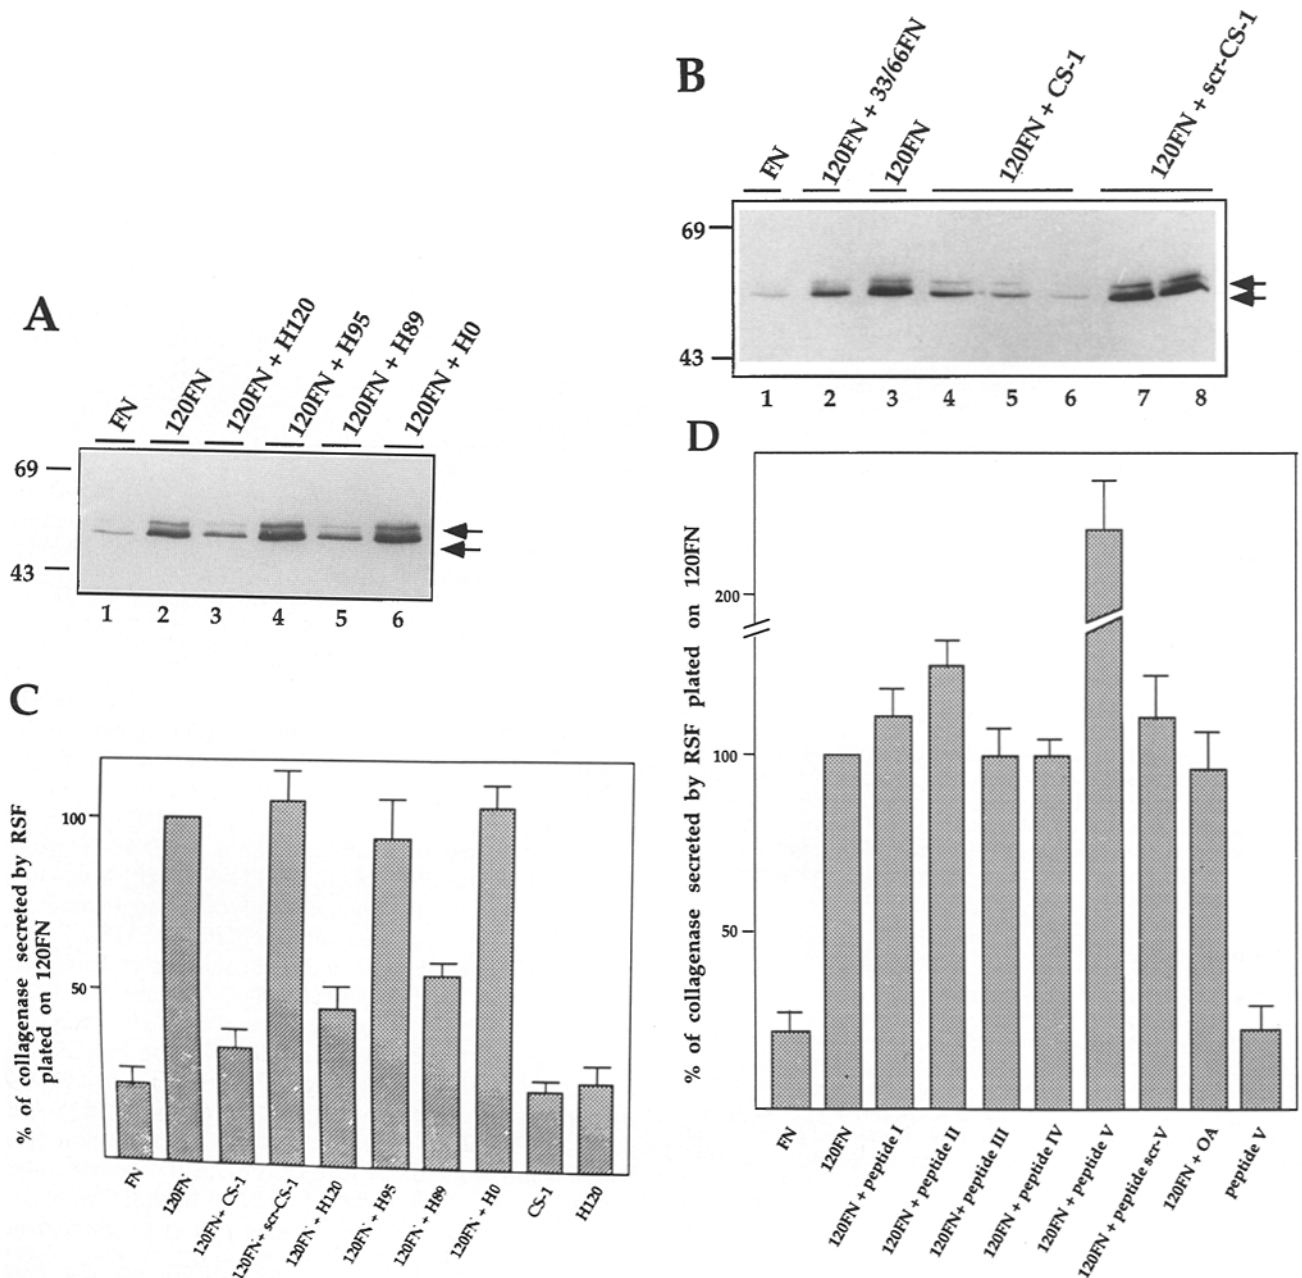 A
FN
120FN
120FN + H120
120FN + H95
120FN + H89
120FN + H0
69
43
1 2 3 4 5 6
B
FN
120FN + 33/66FN
120FN
120FN + CS-1
120FN + scr-CS-1
69
43
1 2 3 4 5 6 7 8
C
% of collagenase secreted by RSF
plated on 120FN
100
50
FN
120FN
120FN+ CS-1
120FN+ scr-CS-1
120FN + H120
120FN + H95
120FN + H89
120FN + H0
CS-1
H120
D
% of collagenase secreted by RSF plated on 120FN
200
100
50
FN
120FN
120FN + peptide I
120FN + peptide II
120FN+ peptide III
120FN + peptide IV
120FN + peptide V
120FN + peptide scr-V
120FN + OA
peptide V